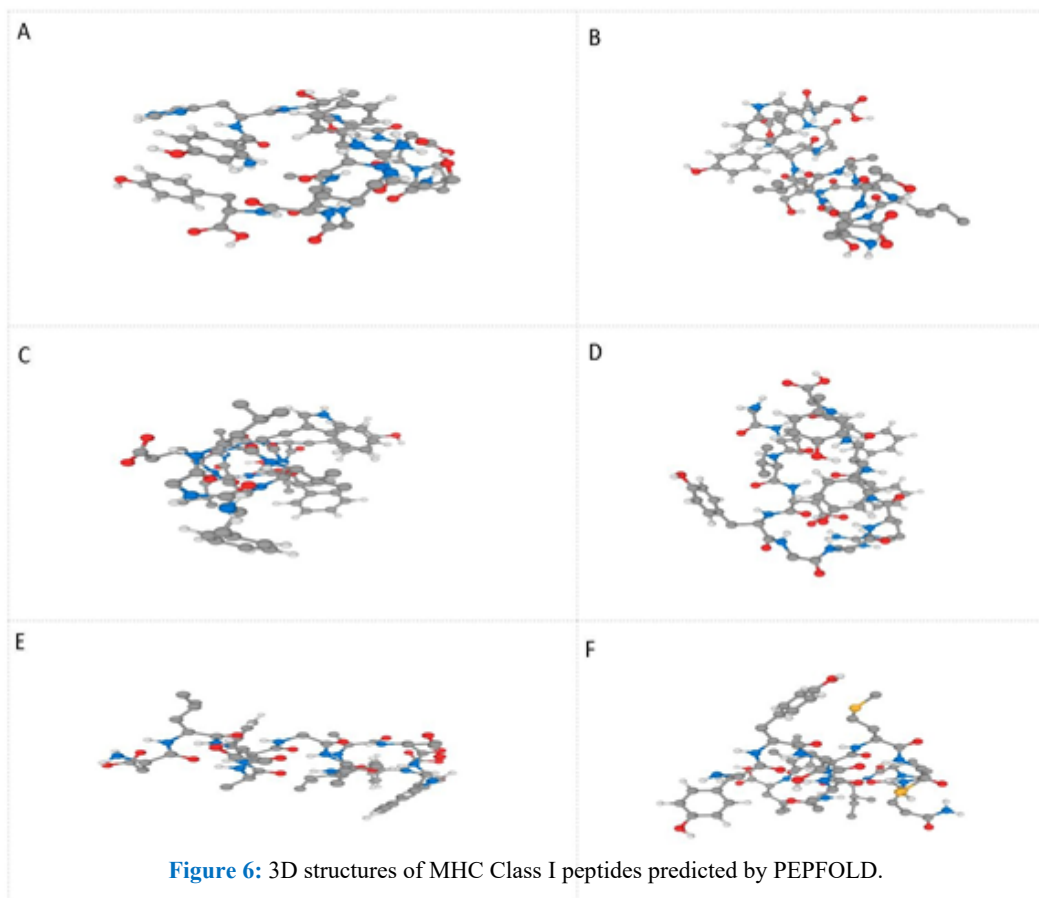 A
B
C
D
E
F
Figure 6: 3D structures of MHC Class I peptides predicted by PEPFOLD.